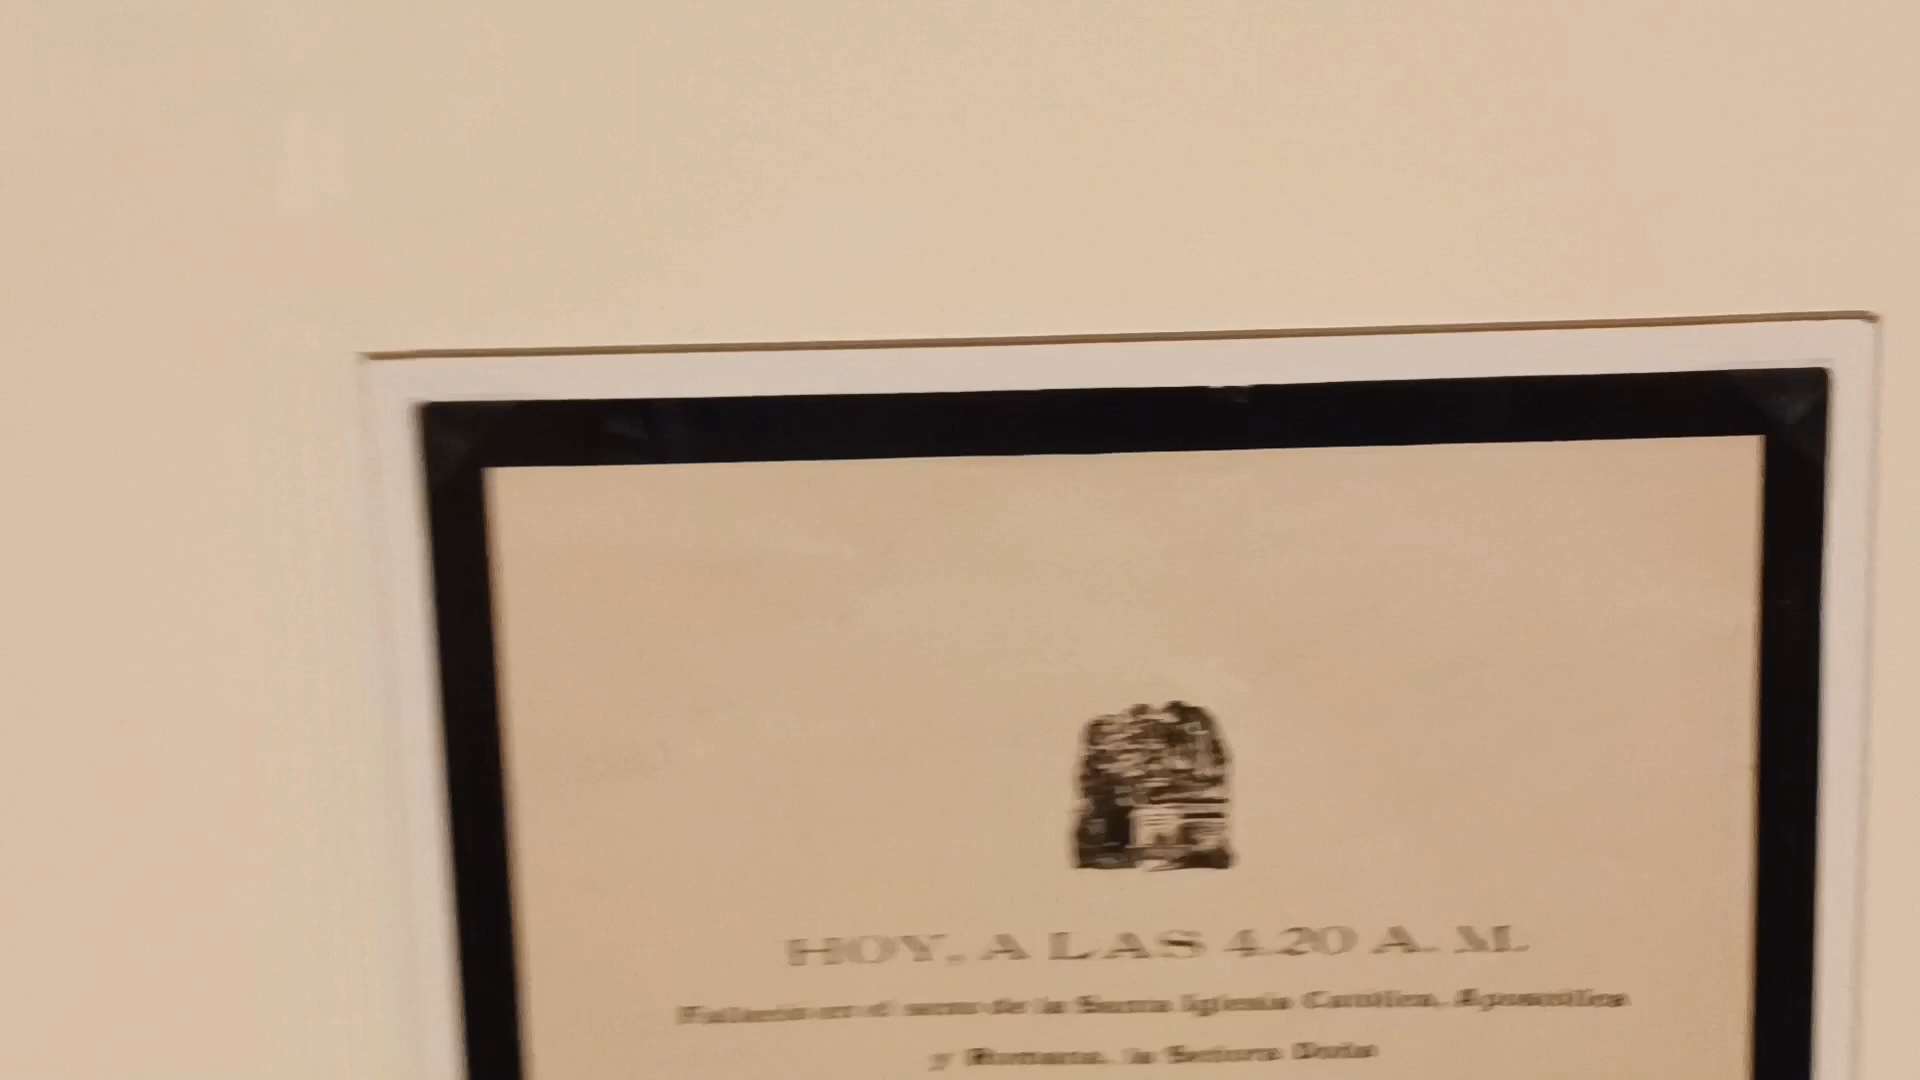 HOY, A LAS 4.20 A. M.
Falleció en el seno de la Santa Iglesia Católica, Apostólica
y Romana, la Señora Doña